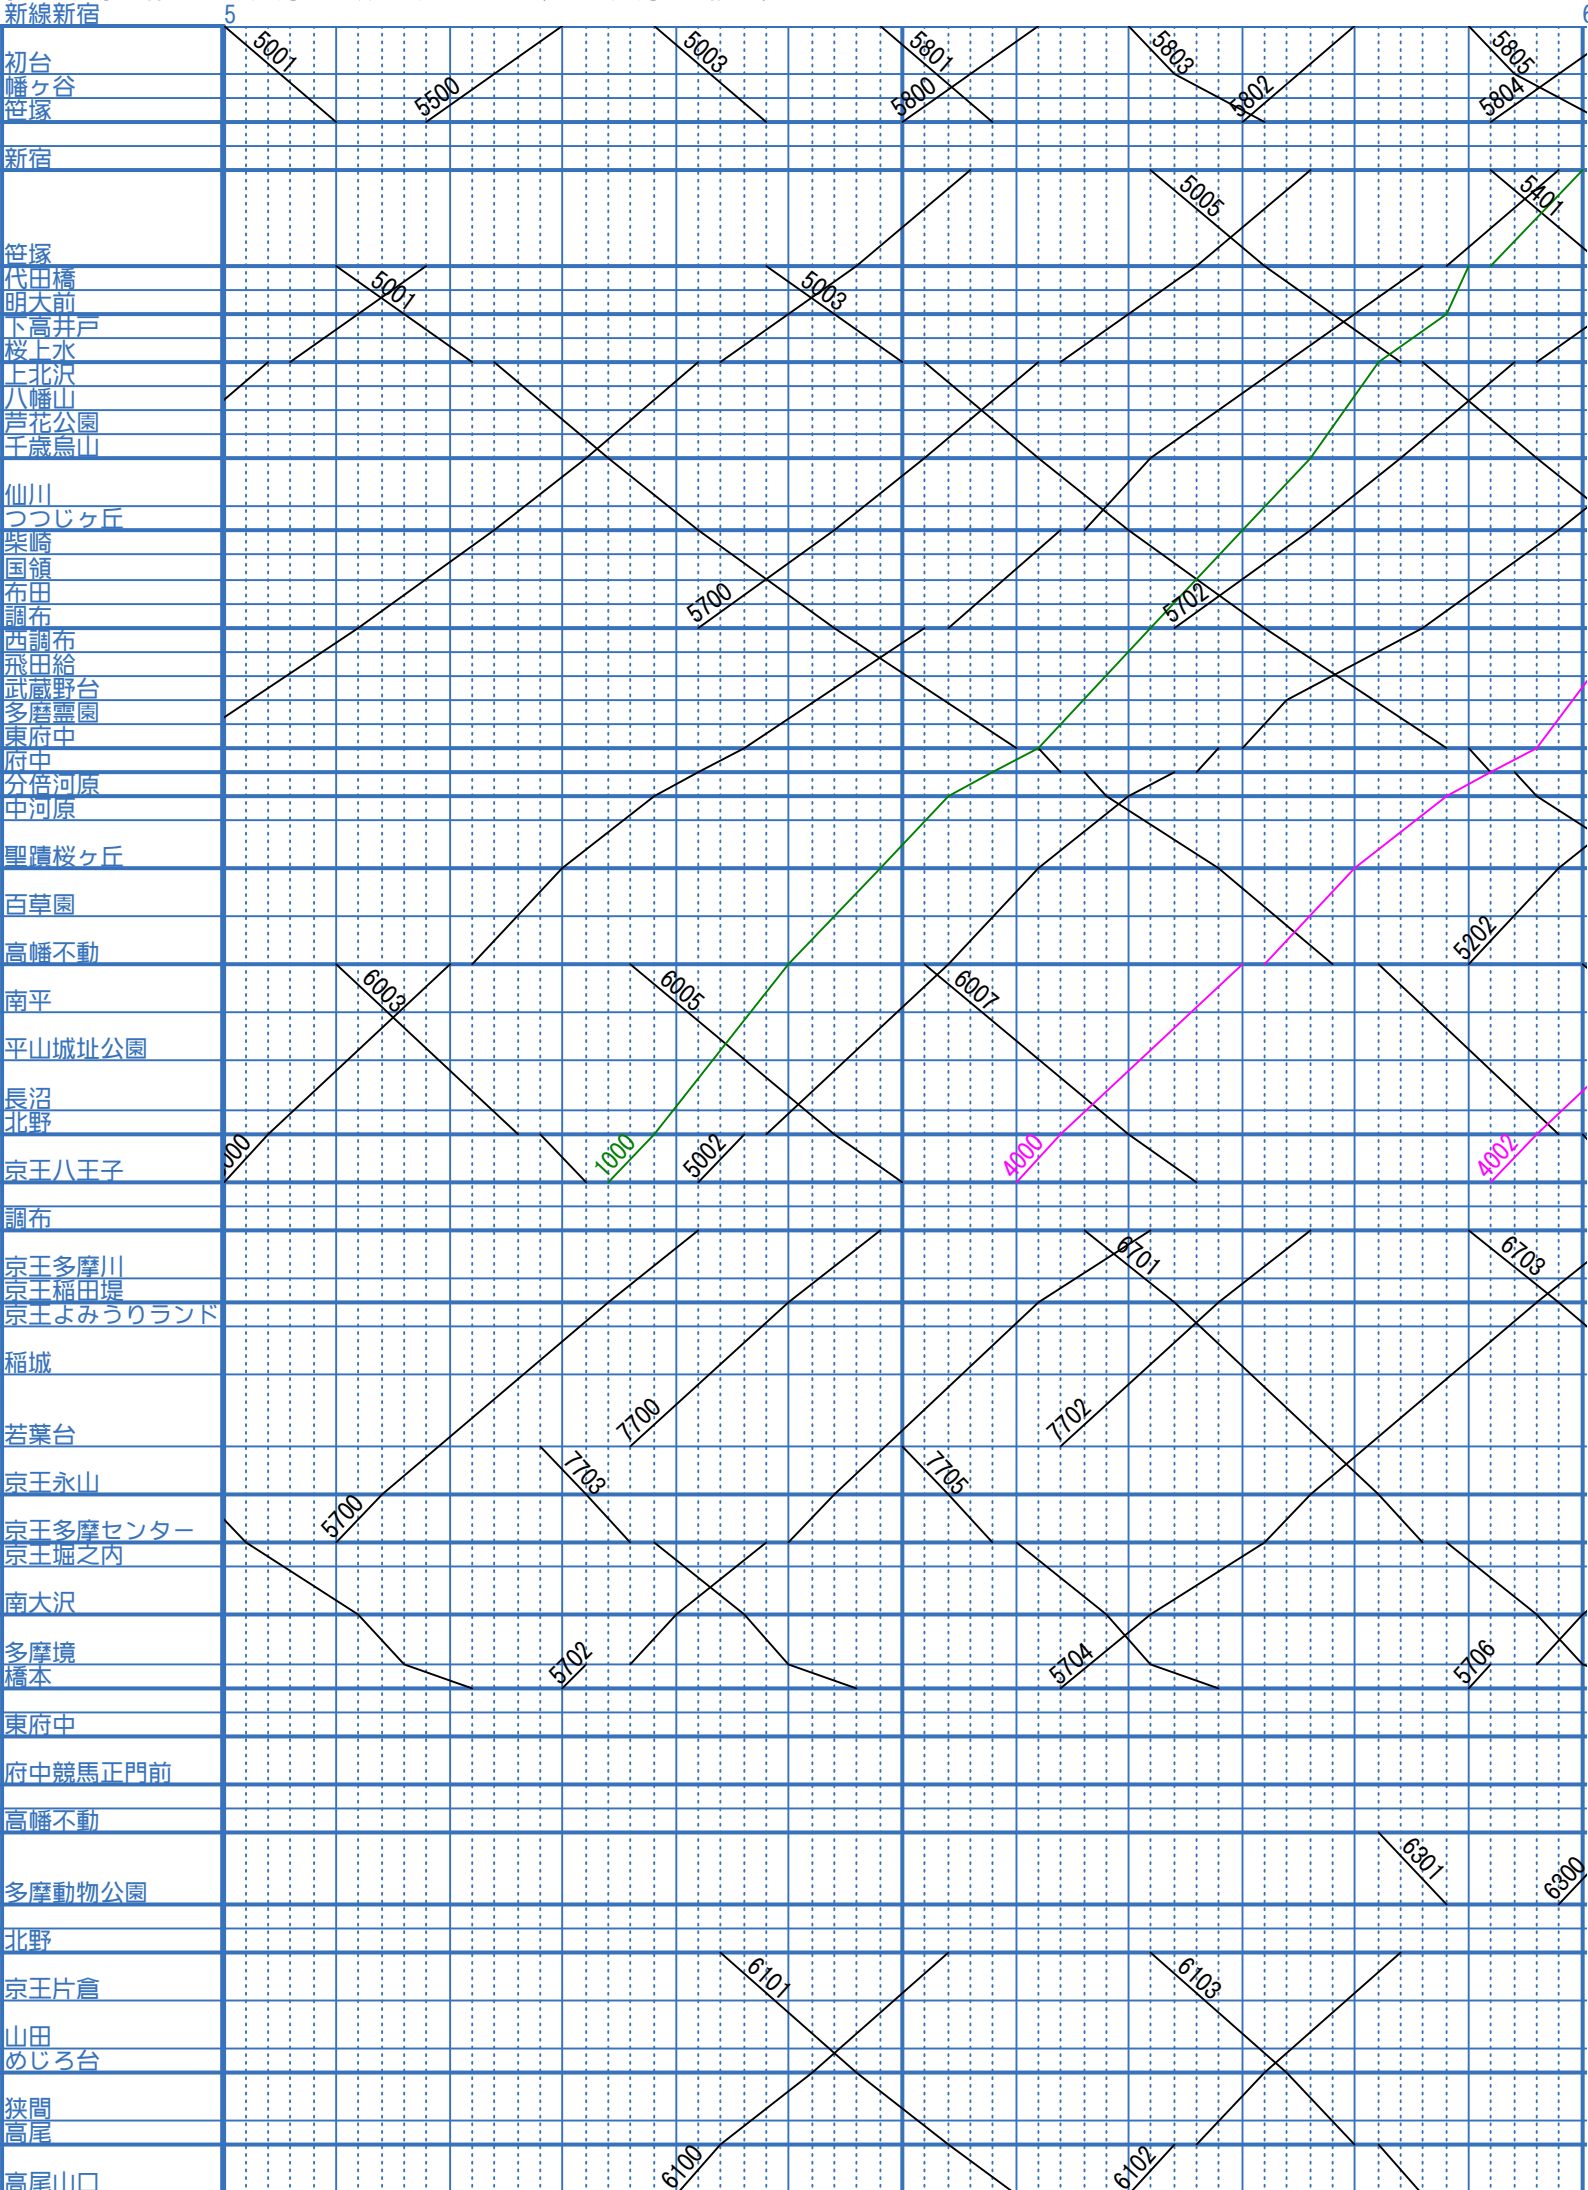 新線新宿 5 6
5001 5003 5801 5803 5805
初台
幡ヶ谷 5500 5800 5802 5804
笹塚
新宿
5005 5401
笹塚
代田橋 5001 5003
明大前
下高井戸
桜上水
上北沢
八幡山
芦花公園
千歳烏山
仙川
つつじヶ丘
柴崎
国領
布田 5700 5702
調布
西調布
飛田給
武蔵野台
多磨霊園
東府中
府中
分倍河原
中河原
聖蹟桜ヶ丘
百草園
高幡不動 5202
南平 6003 6005 6007
平山城址公園
長沼
北野
京王八王子 000 1000 5002 4000 4002
調布
京王多摩川 6701 6703
京王稲田堤
京王よみうりランド
稲城
若葉台 7700 7702
京王永山 7703 7705
京王多摩センター 5700
京王堀之内
南大沢
多摩境 5702 5704 5706
橋本
東府中
府中競馬正門前
高幡不動
6301
多摩動物公園 6300
北野
京王片倉 6101 6103
山田
めじろ台
狭間
高尾
6100 6102
高尾山口